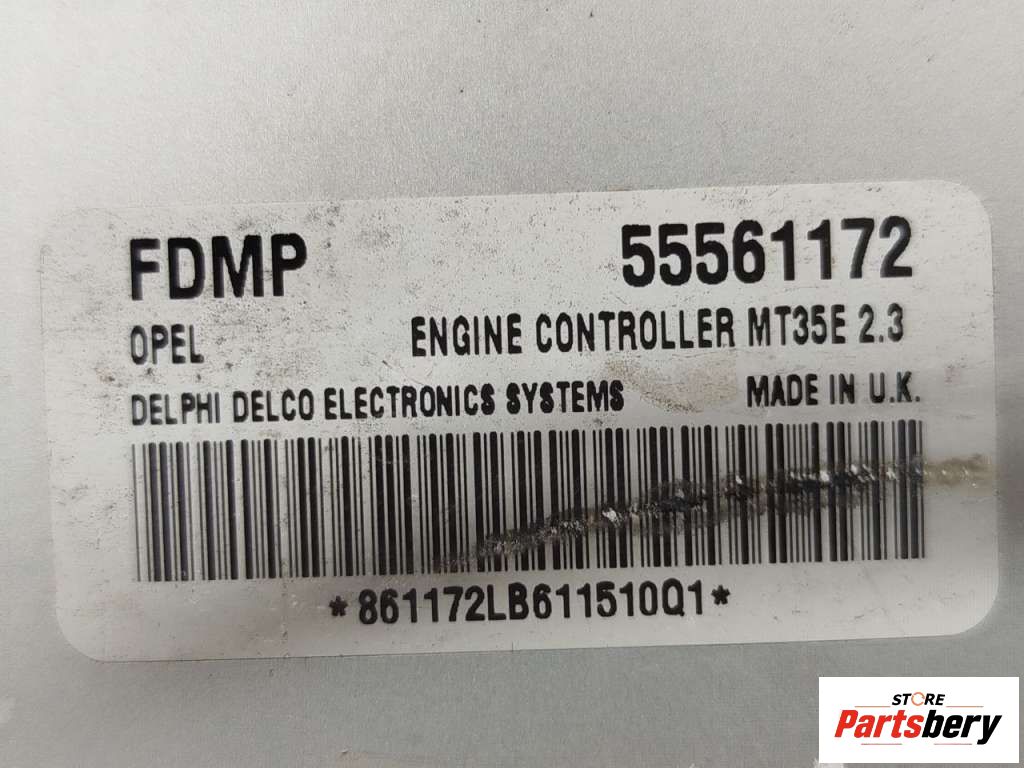 FDMP 55561172
OPEL ENGINE CONTROLLER MT35E 2.3
DELPHI DELCO ELECTRONICS SYSTEMS MADE IN U.K.
*861172LB611510Q1*
STORE
Partsbery